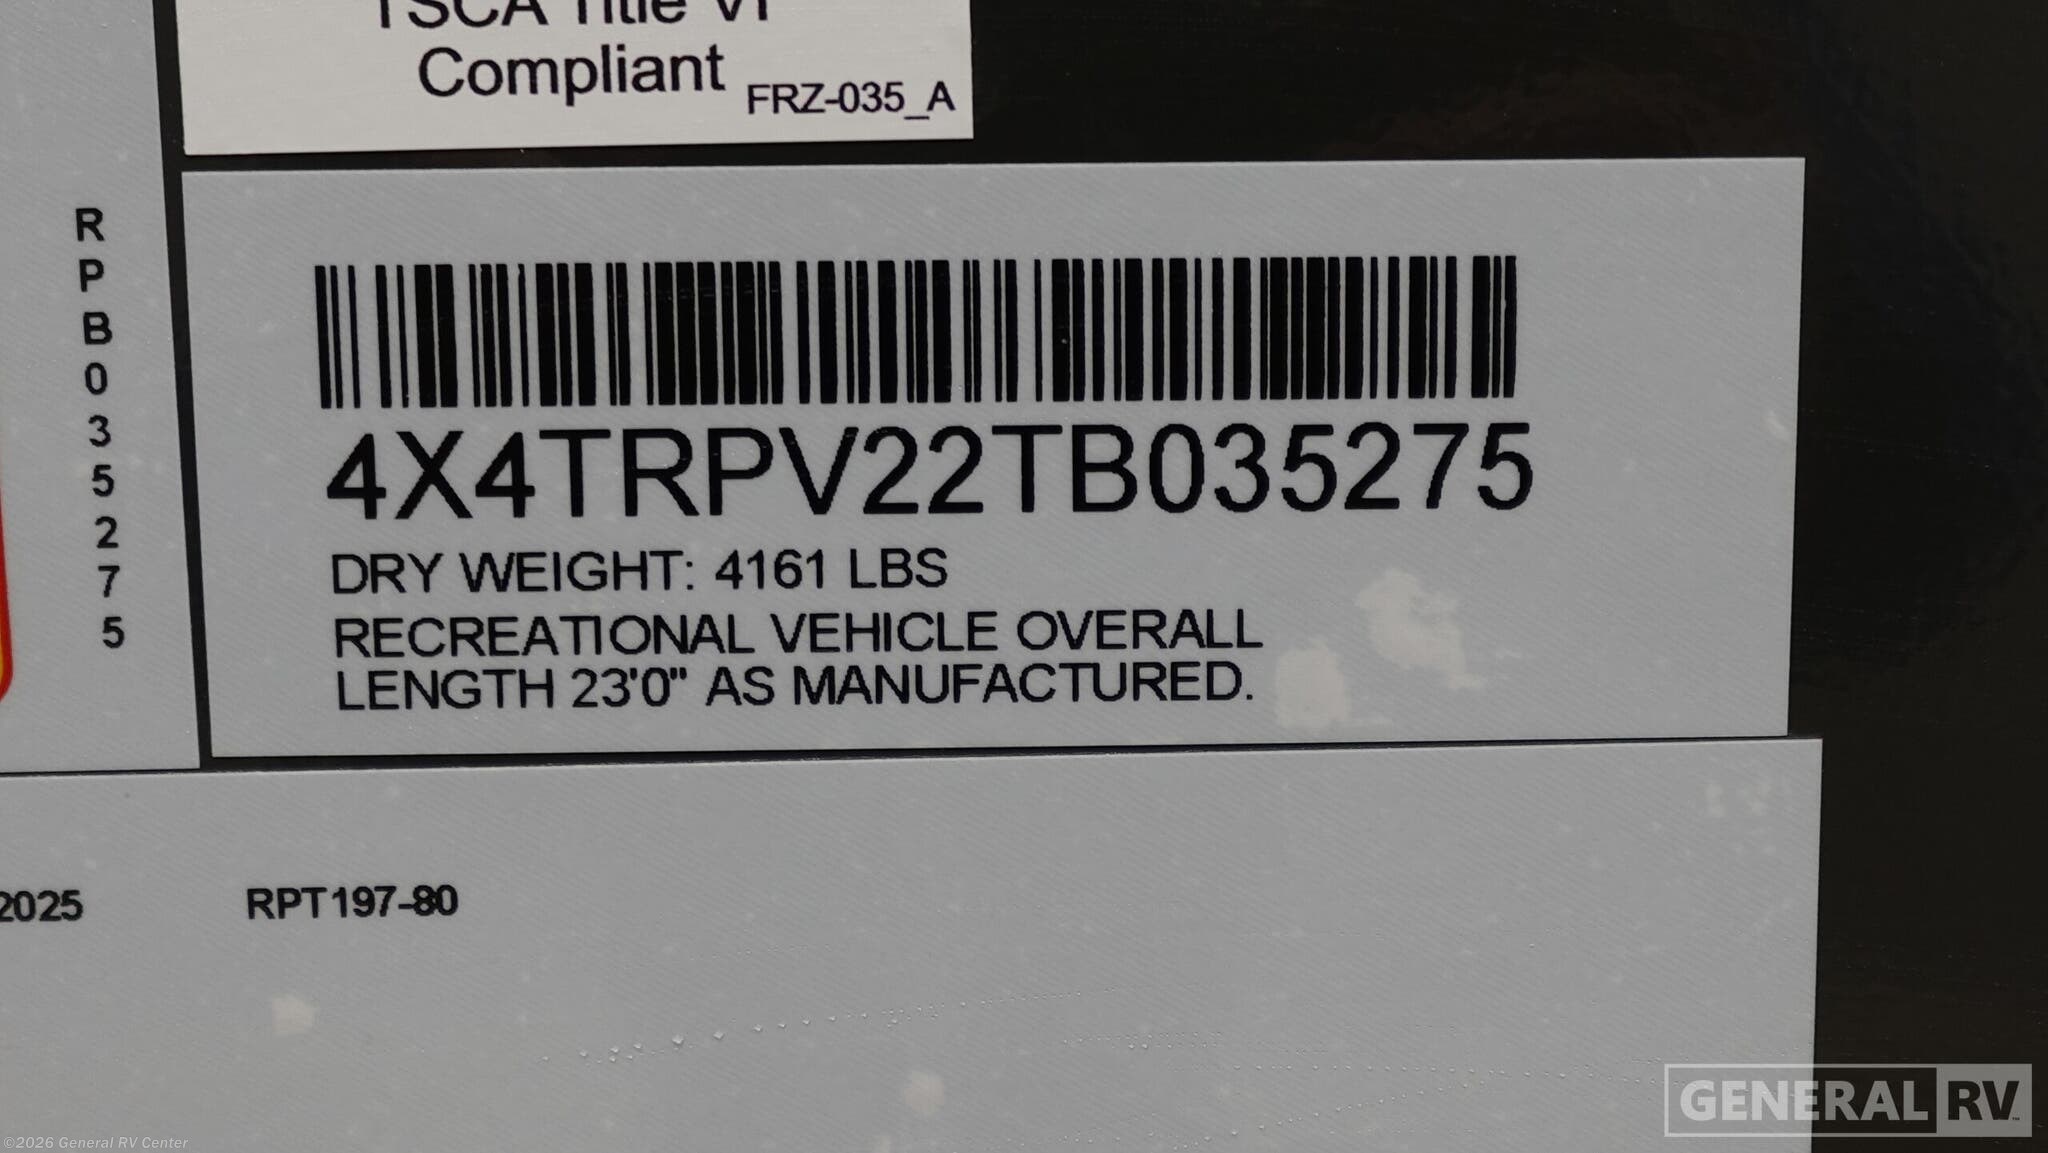 TSCA Title VI
Compliant
FRZ-035_A
RPB035275
4X4TRPV22TB035275
DRY WEIGHT: 4161 LBS
RECREATIONAL VEHICLE OVERALL
LENGTH 23'0" AS MANUFACTURED.
2025
RPT197-80
GENERAL RV
©2026 General RV Center